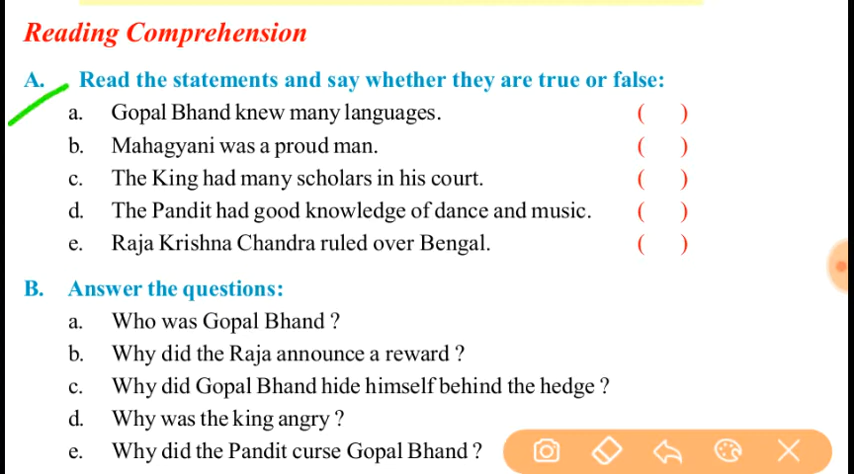 Reading Comprehension
A. Read the statements and say whether they are true or false:
a. Gopal Bhand knew many languages. ( )
b. Mahagyani was a proud man. ( )
c. The King had many scholars in his court. ( )
d. The Pandit had good knowledge of dance and music. ( )
e. Raja Krishna Chandra ruled over Bengal. ( )
B. Answer the questions:
a. Who was Gopal Bhand ?
b. Why did the Raja announce a reward ?
c. Why did Gopal Bhand hide himself behind the hedge ?
d. Why was the king angry ?
e. Why did the Pandit curse Gopal Bhand ?